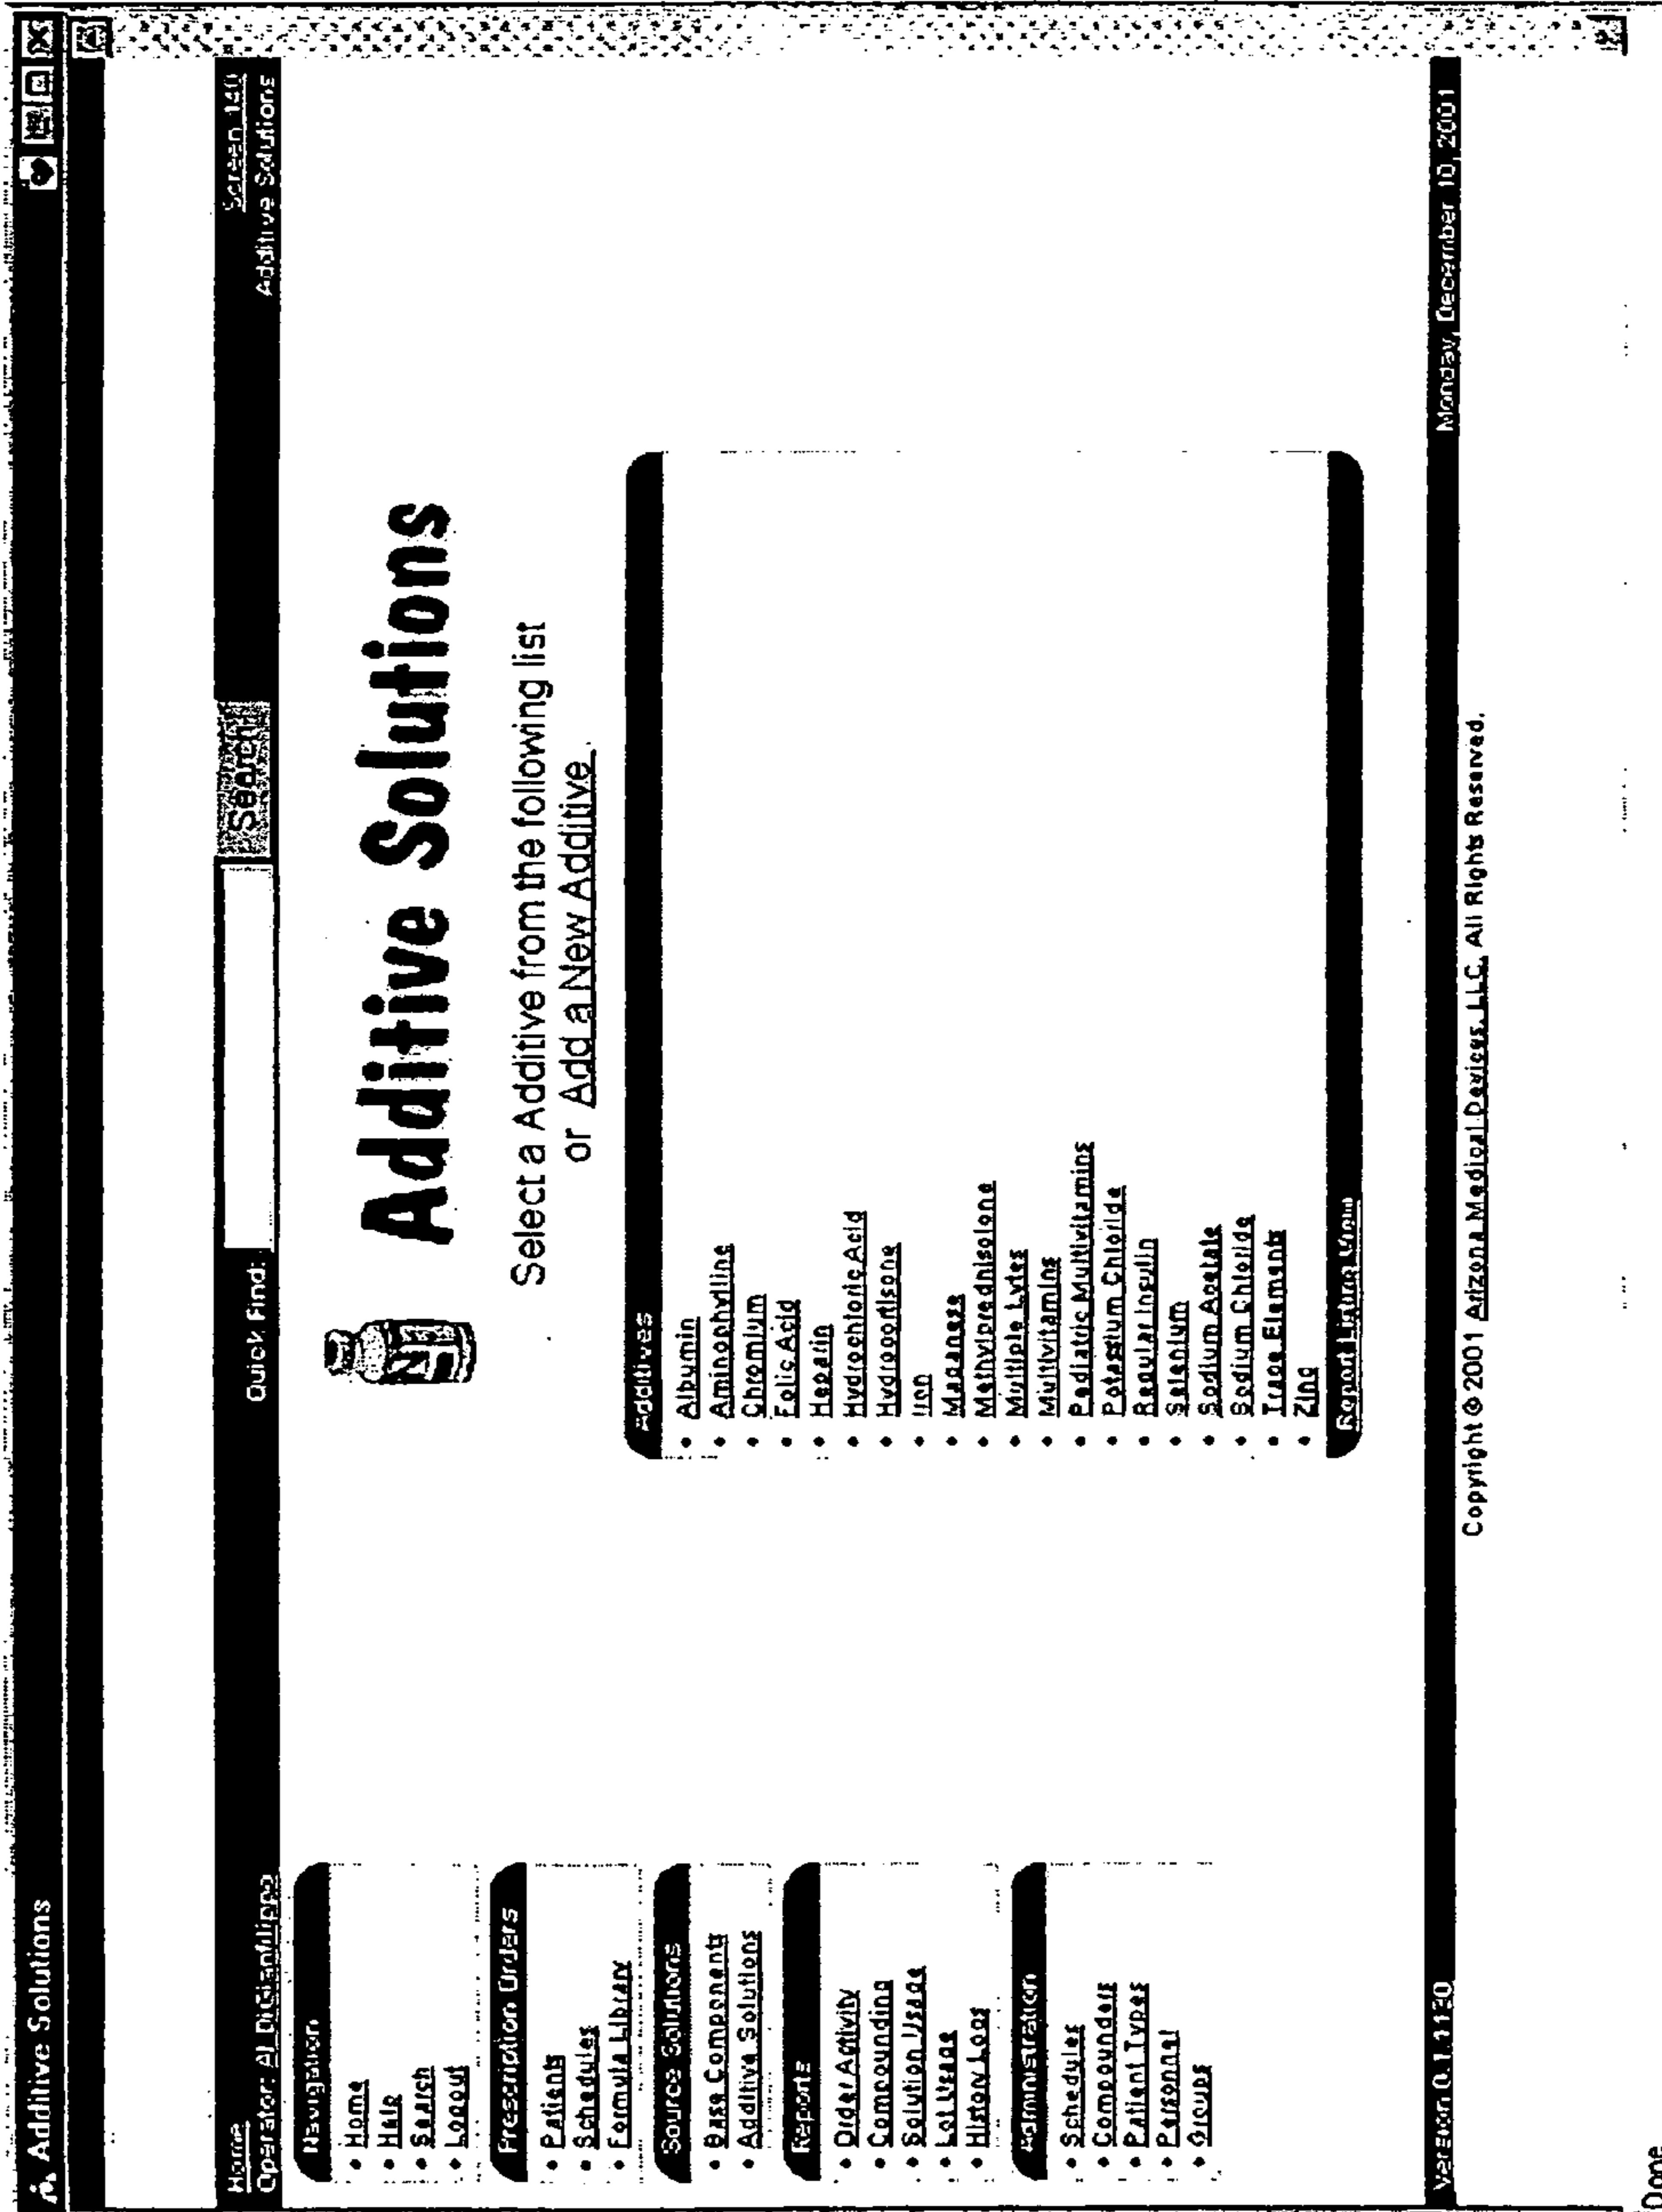 Additive Solutions
Home
Screen 140
Operator: Al DiGianfilippo
Quick Find:
Search
Additive Solutions
Navigation
• Home
• Help
• Search
• Logout
Prescription Orders
• Patients
• Schedules
• Formula Library
Source Solutions
• Base Components
• Additive Solutions
Reports
• Order Activity
• Compounding
• Solution Usage
• Lot Usage
• History Logs
Administration
• Schedules
• Compounders
• Patient Types
• Personnel
• Groups
Additive Solutions
Select a Additive from the following list
or Add a New Additive.
Additives
• Albumin
• Aminophylline
• Chromium
• Folic Acid
• Heparin
• Hydrochloric Acid
• Hydrocortisone
• Iron
• Maganese
• Methylprednisolone
• Multiple Lytes
• Multivitamins
• Pediatric Multivitamins
• Potassium Chloride
• Regular Insulin
• Selenium
• Sodium Acetate
• Sodium Chloride
• Trace Elements
• Zinc
Report Listing View
Version 0.1.1130
Monday, December 10, 2001
Copyright © 2001 Arizona Medical Devices, LLC. All Rights Reserved.
Done